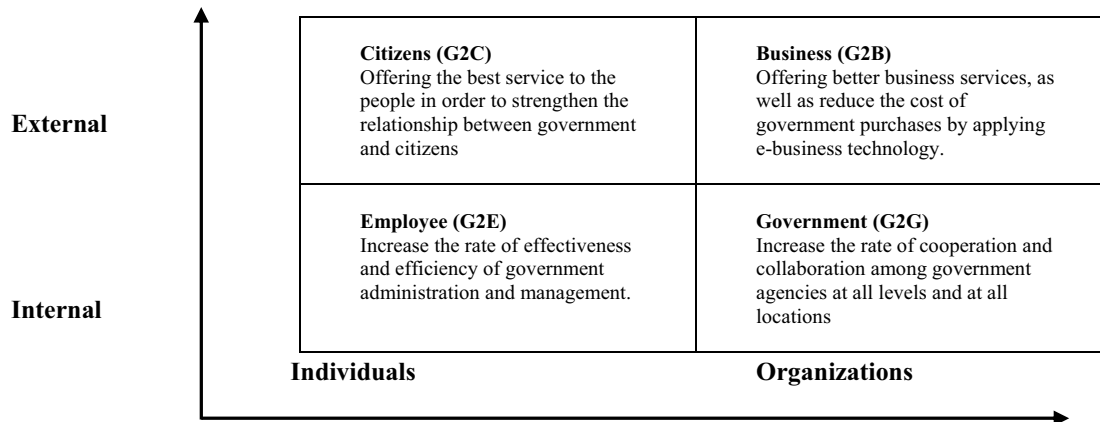 External
Citizens (G2C)
Offering the best service to the
people in order to strengthen the
relationship between government
and citizens
Business (G2B)
Offering better business services, as
well as reduce the cost of
government purchases by applying
e-business technology.
Internal
Employee (G2E)
Increase the rate of effectiveness
and efficiency of government
administration and management.
Government (G2G)
Increase the rate of cooperation and
collaboration among government
agencies at all levels and at all
locations
Individuals
Organizations